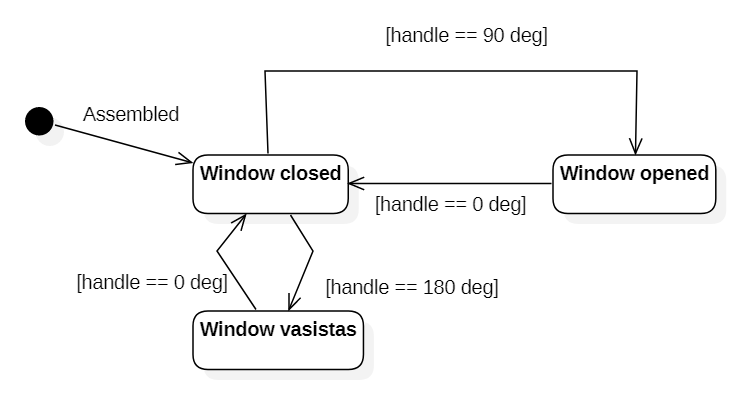 [handle == 90 deg]
Assembled
Window closed
Window opened
[handle == 0 deg]
[handle == 0 deg]
[handle == 180 deg]
Window vasistas